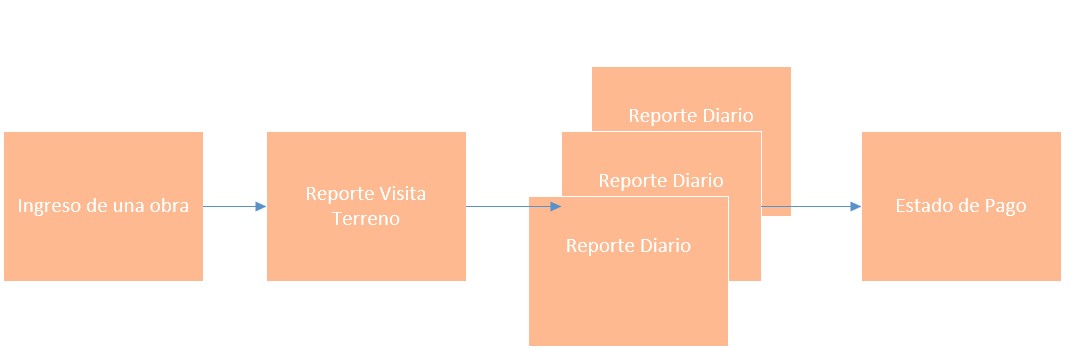 Ingreso de una obra
Reporte Visita
Terreno
Reporte Diario
Reporte Diario
Reporte Diario
Estado de Pago